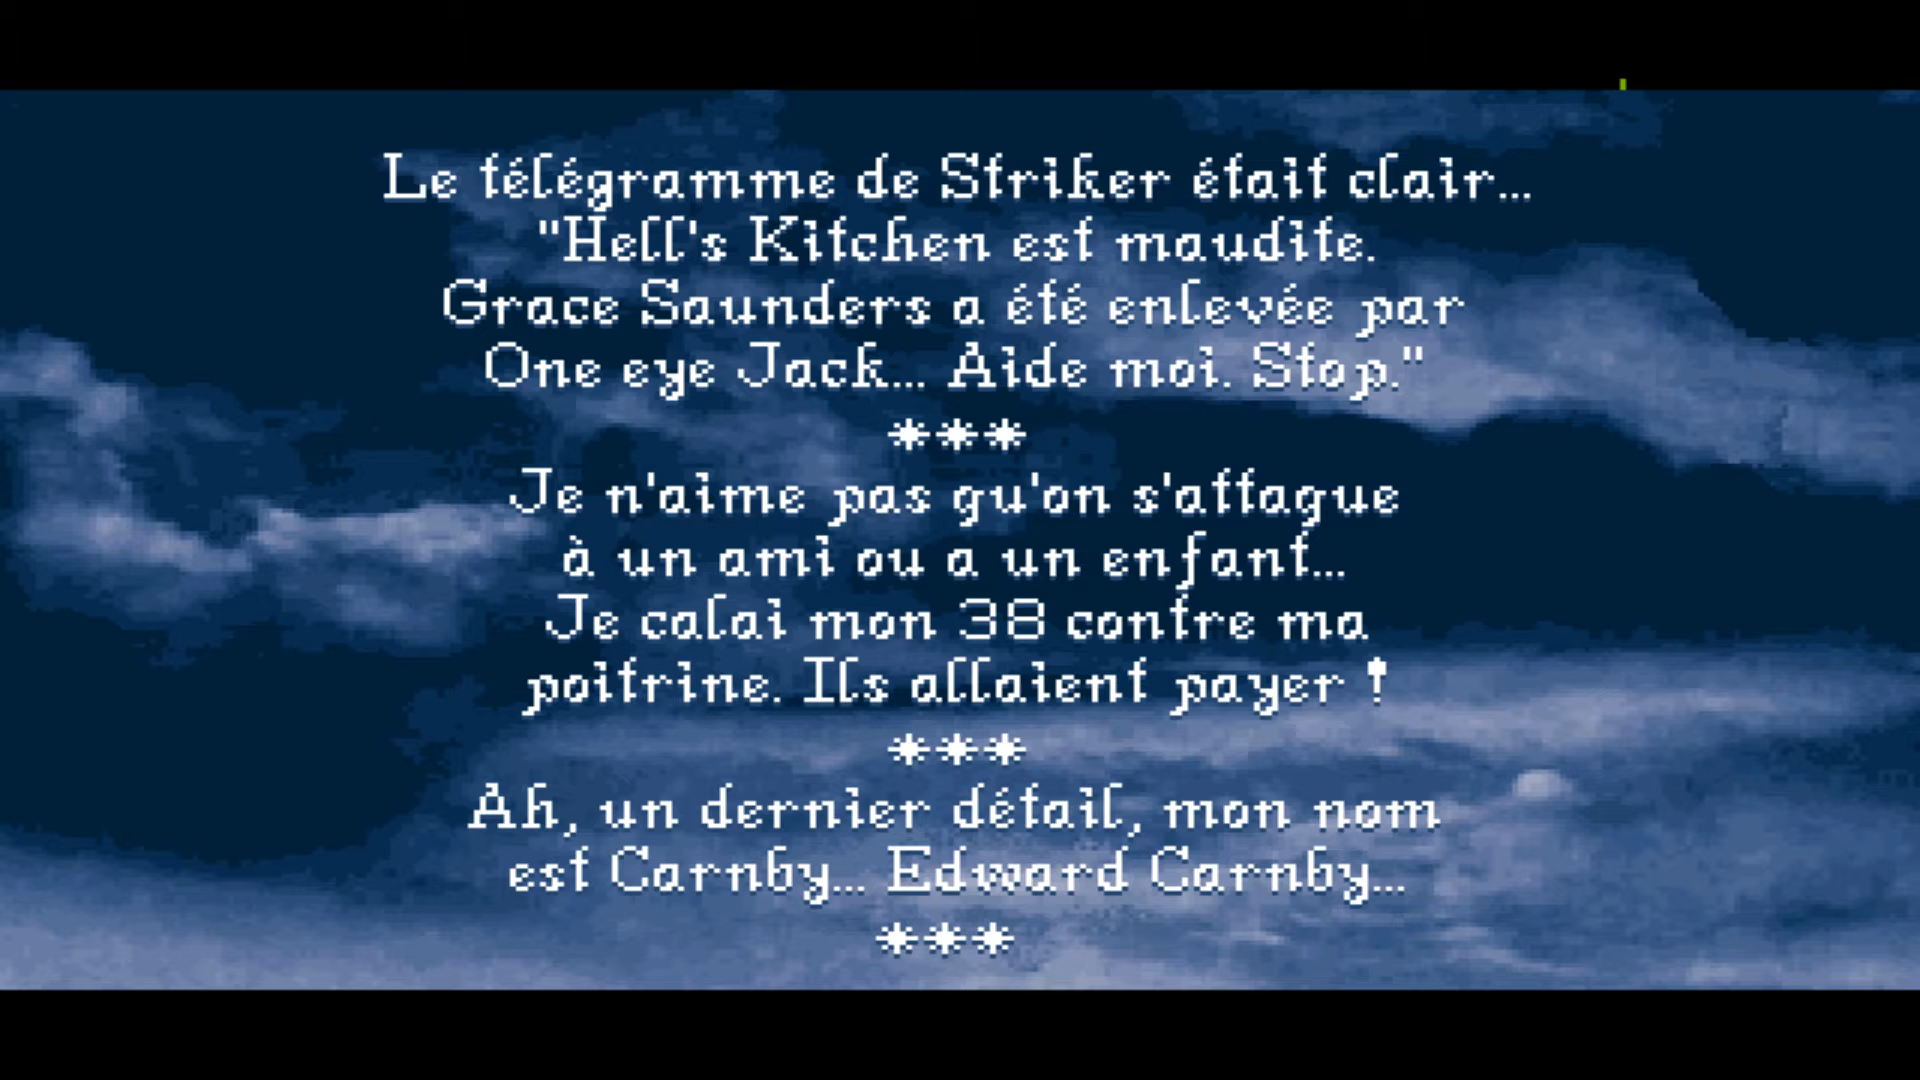 Le télégramme de Striker était clair...
"Hell's Kitchen est maudite.
Grace Saunders a été enlevée par
One eye Jack... Aide moi. Stop."
***
Je n'aime pas qu'on s'attaque
à un ami ou a un enfant...
Je calai mon 38 contre ma
poitrine. Ils allaient payer !
***
Ah, un dernier détail, mon nom
est Carnby... Edward Carnby...
***